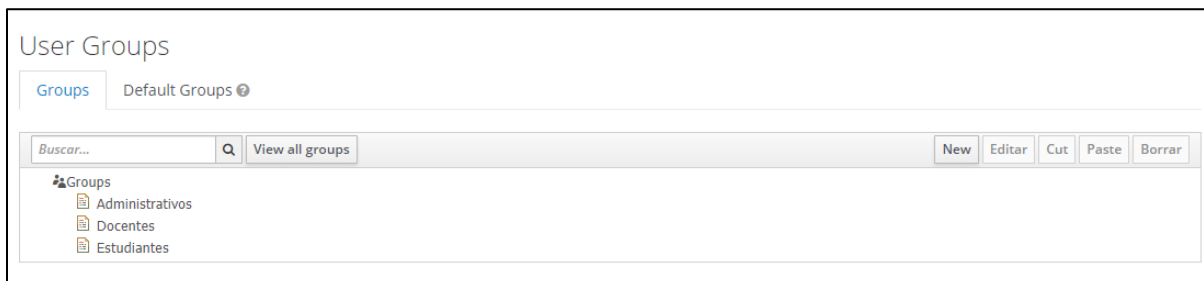 User Groups
Groups Default Groups
Buscar... View all groups New Editar Cut Paste Borrar
Groups
Administrativos
Docentes
Estudiantes